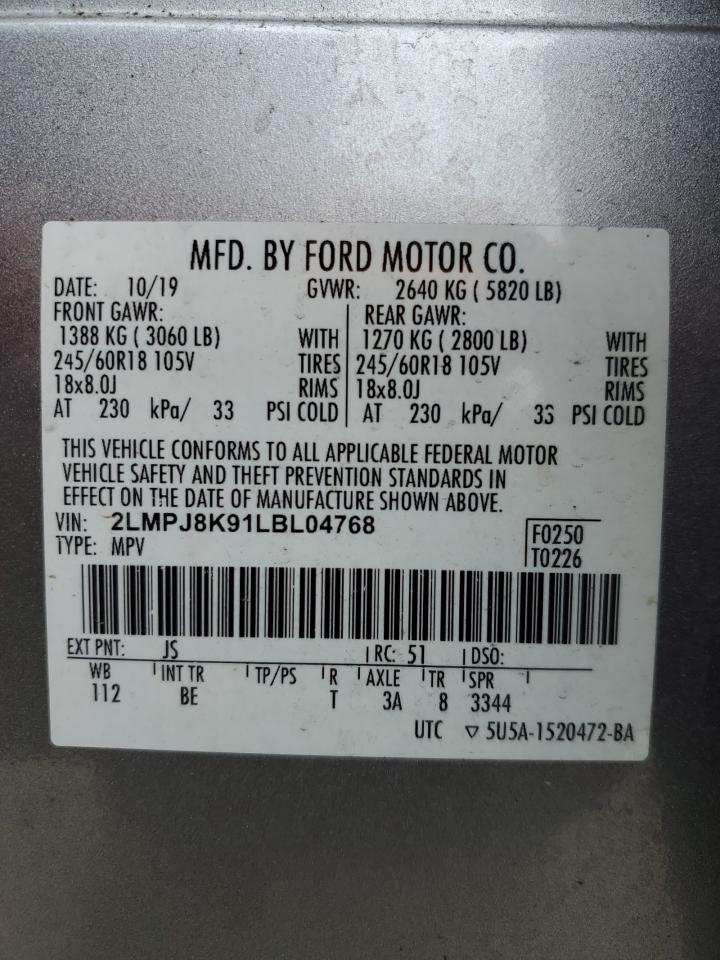 MFD. BY FORD MOTOR CO.
DATE: 10/19 GVWR: 2640 KG ( 5820 LB)
FRONT GAWR: REAR GAWR:
1388 KG ( 3060 LB) WITH 1270 KG ( 2800 LB) WITH
245/60R18 105V TIRES 245/60R18 105V TIRES
18x8.0J RIMS 18x8.0J RIMS
AT 230 kPa/ 33 PSI COLD AT 230 kPa/ 33 PSI COLD
THIS VEHICLE CONFORMS TO ALL APPLICABLE FEDERAL MOTOR
VEHICLE SAFETY AND THEFT PREVENTION STANDARDS IN
EFFECT ON THE DATE OF MANUFACTURE SHOWN ABOVE.
VIN: 2LMPJ8K91LBL04768 F0250
TYPE: MPV T0226
EXT PNT: JS RC: 51 DSO:
WB INT TR TP/PS R AXLE TR SPR
112 BE T 3A 8 3344
UTC ▽ 5U5A-1520472-BA